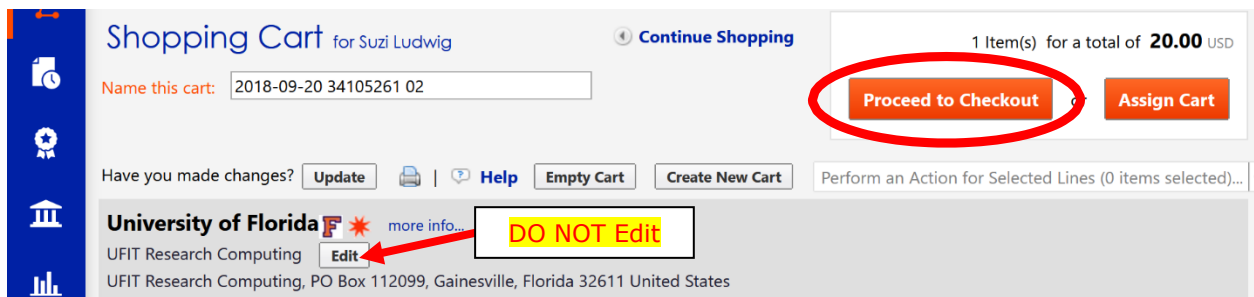 Shopping Cart for Suzi Ludwig
Continue Shopping
1 Item(s) for a total of 20.00 USD
Name this cart: 2018-09-20 34105261 02
Proceed to Checkout or Assign Cart
Have you made changes? Update | Help Empty Cart Create New Cart Perform an Action for Selected Lines (0 items selected)...
University of Florida F more info...
DO NOT Edit
UFIT Research Computing Edit
UFIT Research Computing, PO Box 112099, Gainesville, Florida 32611 United States